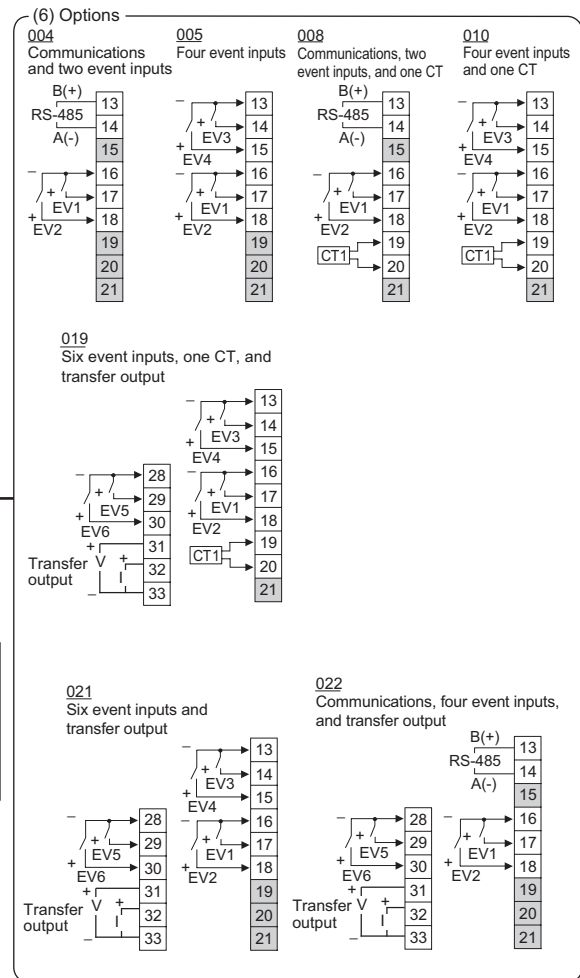 (6) Options
004
Communications
and two event inputs
B(+)
RS-485
A(-)
13
14
15
16
17
18
19
20
21
−
+
EV1
+
EV2
005
Four event inputs
−
+
EV3
+
EV4
−
+
EV1
+
EV2
13
14
15
16
17
18
19
20
21
008
Communications, two
event inputs, and one CT
B(+)
RS-485
A(-)
−
+
EV1
+
EV2
CT1
13
14
15
16
17
18
19
20
21
010
Four event inputs
and one CT
−
+
EV3
+
EV4
−
+
EV1
+
EV2
CT1
13
14
15
16
17
18
19
20
21
019
Six event inputs, one CT, and
transfer output
−
+
EV5
+
EV6
Transfer
output
+
V
+
I
−
28
29
30
31
32
33
−
+
EV3
+
EV4
−
+
EV1
+
EV2
CT1
13
14
15
16
17
18
19
20
21
021
Six event inputs and
transfer output
−
+
EV5
+
EV6
Transfer
output
+
V
+
I
−
28
29
30
31
32
33
−
+
EV3
+
EV4
−
+
EV1
+
EV2
13
14
15
16
17
18
19
20
21
022
Communications, four event inputs,
and transfer output
−
+
EV5
+
EV6
Transfer
output
+
V
+
I
−
28
29
30
31
32
33
B(+)
RS-485
A(-)
−
+
EV1
+
EV2
13
14
15
16
17
18
19
20
21